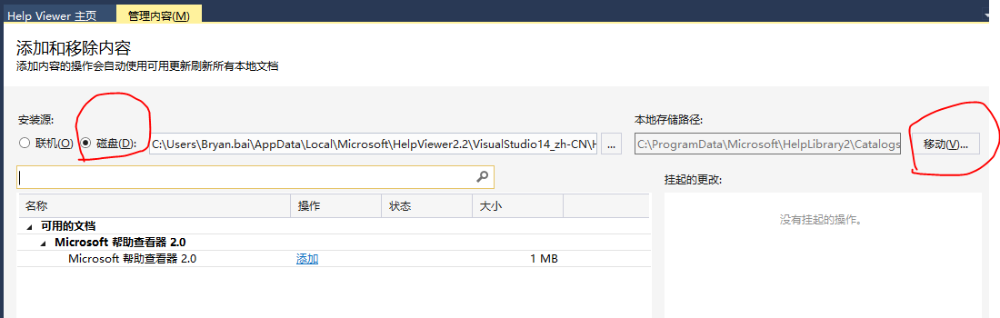 Help Viewer 主页 管理内容(M)
添加和移除内容
添加内容的操作会自动使用可用更新刷新所有本地文档
安装源: 本地存储路径:
联机(O) 磁盘(D): C:\Users\Bryan.bai\AppData\Local\Microsoft\HelpViewer2.2\VisualStudio14_zh-CN\H ... C:\ProgramData\Microsoft\HelpLibrary2\Catalogs 移动(V)...
挂起的更改:
名称 操作 状态 大小
没有挂起的操作。
可用的文档
Microsoft 帮助查看器 2.0
Microsoft 帮助查看器 2.0 添加 1 MB